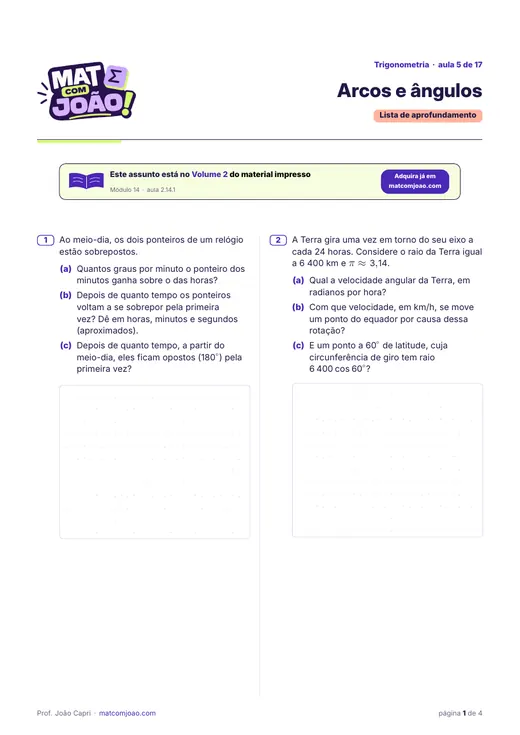 MAT Σ
COM
JOÃO!
Trigonometria · aula 5 de 17
Arcos e ângulos
Lista de aprofundamento
Este assunto está no Volume 2 do material impresso
Módulo 14 · aula 2.14.1
Adquira já em
matcomjoao.com
1 Ao meio-dia, os dois ponteiros de um relógio
estão sobrepostos.
(a) Quantos graus por minuto o ponteiro dos
minutos ganha sobre o das horas?
(b) Depois de quanto tempo os ponteiros
voltam a se sobrepor pela primeira
vez? Dê em horas, minutos e segundos
(aproximados).
(c) Depois de quanto tempo, a partir do
meio-dia, eles ficam opostos (180°) pela
primeira vez?
2 A Terra gira uma vez em torno do seu eixo a
cada 24 horas. Considere o raio da Terra igual
a 6 400 km e π ≈ 3,14.
(a) Qual a velocidade angular da Terra, em
radianos por hora?
(b) Com que velocidade, em km/h, se move
um ponto do equador por causa dessa
rotação?
(c) E um ponto a 60° de latitude, cuja
circunferência de giro tem raio
6 400 cos 60°?
Prof. João Capri · matcomjoao.com
página 1 de 4